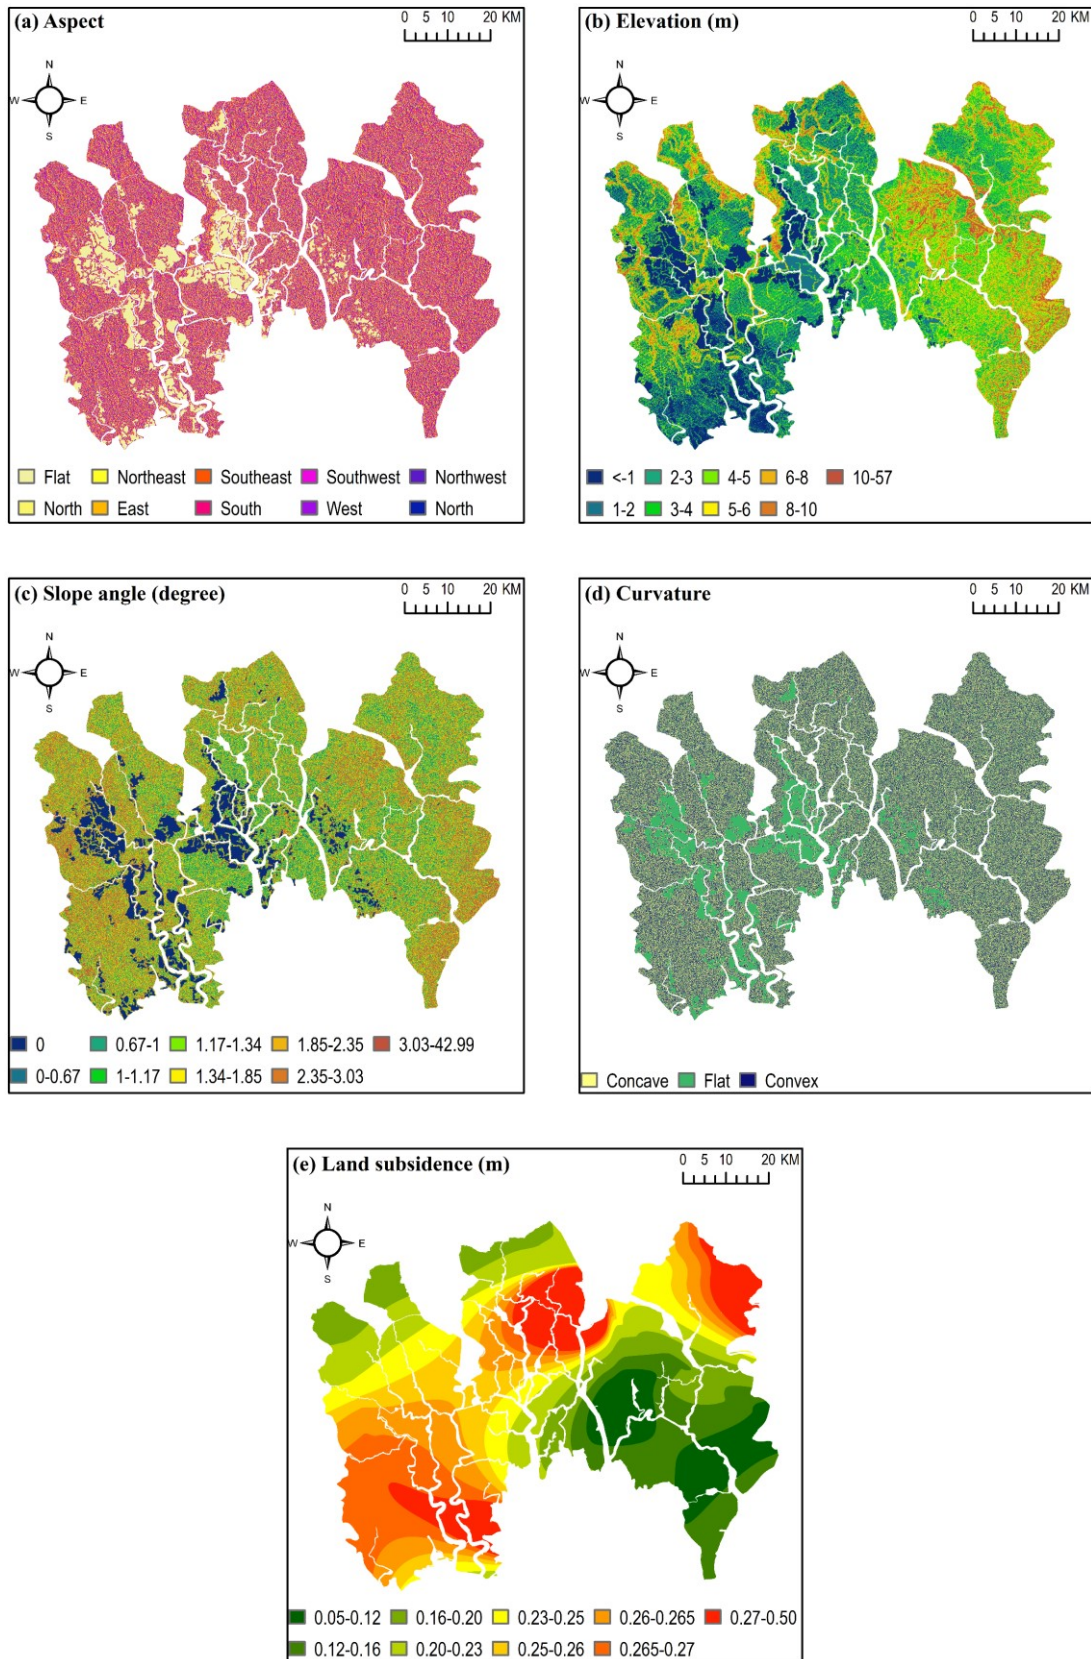 (a) Aspect
0 5 10 20 KM
N
W E
S
Flat Northeast Southeast Southwest Northwest
North East South West North
(b) Elevation (m)
0 5 10 20 KM
N
W E
S
<-1 2-3 4-5 6-8 10-57
1-2 3-4 5-6 8-10
(c) Slope angle (degree)
0 5 10 20 KM
N
W E
S
0 0.67-1 1.17-1.34 1.85-2.35 3.03-42.99
0-0.67 1-1.17 1.34-1.85 2.35-3.03
(d) Curvature
0 5 10 20 KM
N
W E
S
Concave Flat Convex
(e) Land subsidence (m)
0 5 10 20 KM
N
W E
S
0.05-0.12 0.16-0.20 0.23-0.25 0.26-0.265 0.27-0.50
0.12-0.16 0.20-0.23 0.25-0.26 0.265-0.27